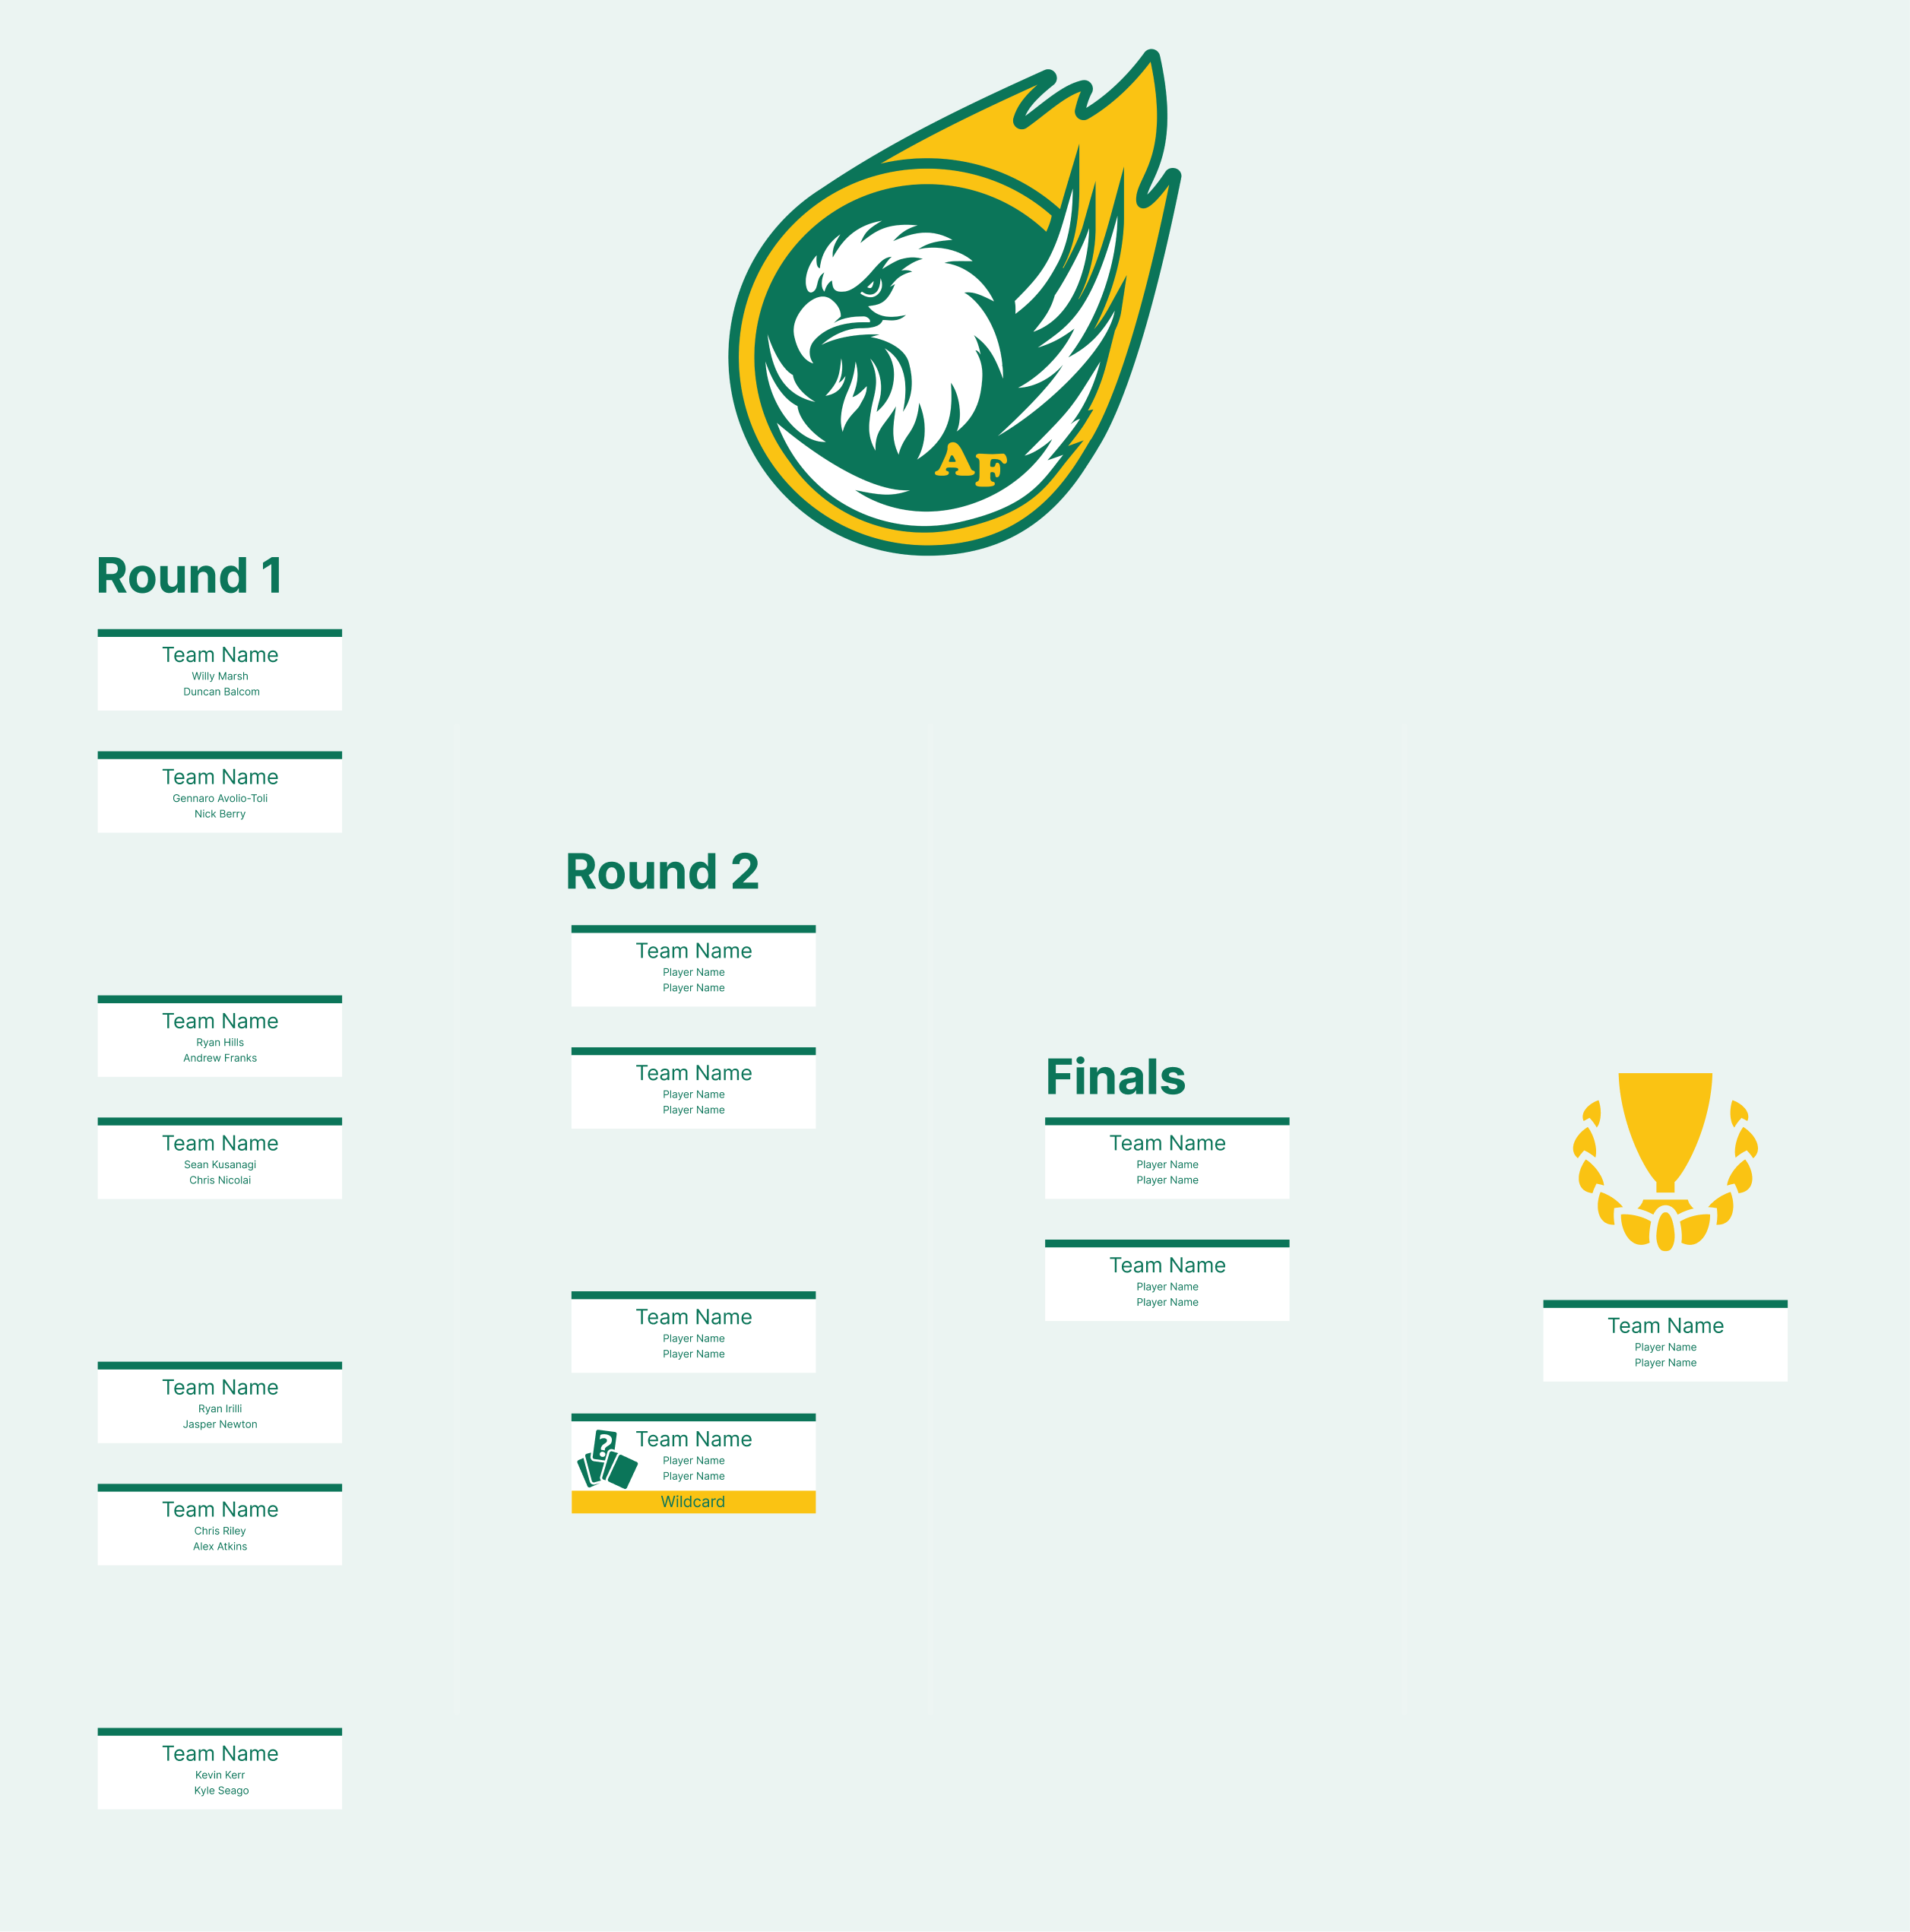 AF
Round 1
Team Name
Willy Marsh
Duncan Balcom
Team Name
Gennaro Avolio-Toli
Nick Berry
Team Name
Ryan Hills
Andrew Franks
Team Name
Sean Kusanagi
Chris Nicolai
Team Name
Ryan Irilli
Jasper Newton
Team Name
Chris Riley
Alex Atkins
Team Name
Kevin Kerr
Kyle Seago
Round 2
Team Name
Player Name
Player Name
Team Name
Player Name
Player Name
Team Name
Player Name
Player Name
?
Team Name
Player Name
Player Name
Wildcard
Finals
Team Name
Player Name
Player Name
Team Name
Player Name
Player Name
Team Name
Player Name
Player Name